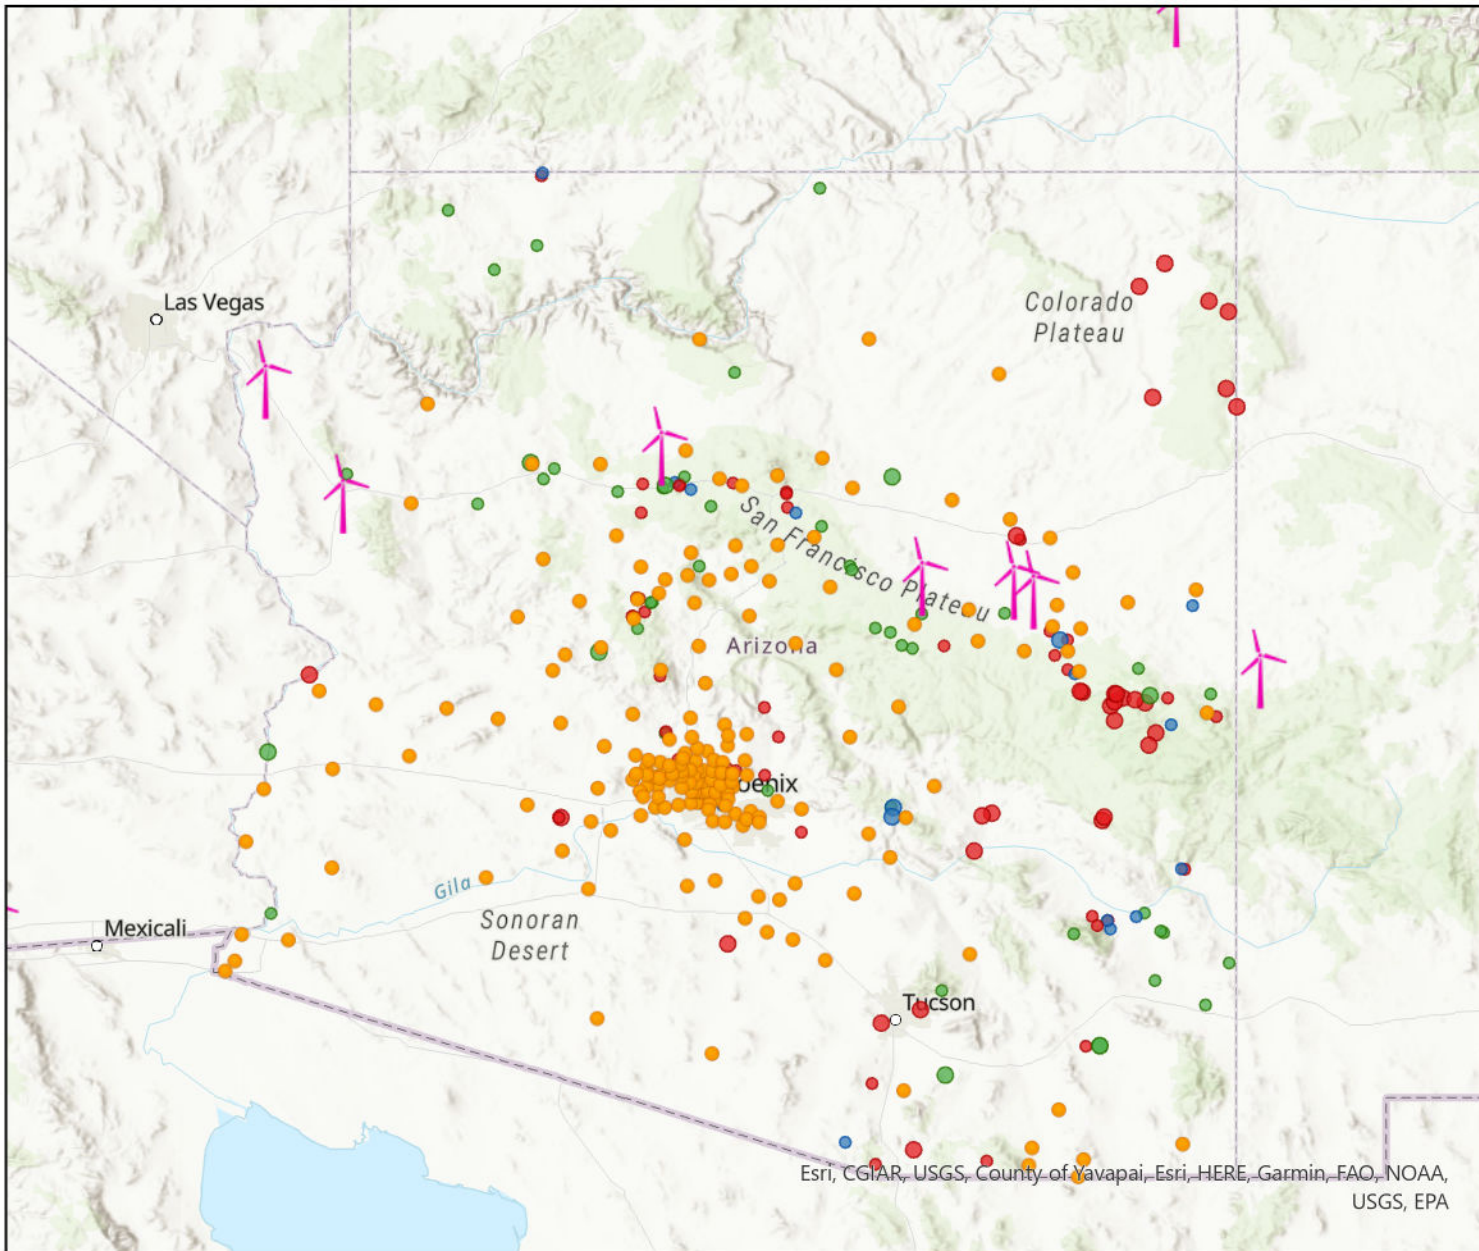 Las Vegas
Colorado
Plateau
San Francisco Plateau
Arizona
oenix
Gila
Sonoran
Desert
Mexicali
Tucson
Esri, CGIAR, USGS, County of Yavapai, Esri, HERE, Garmin, FAO, NOAA,
USGS, EPA